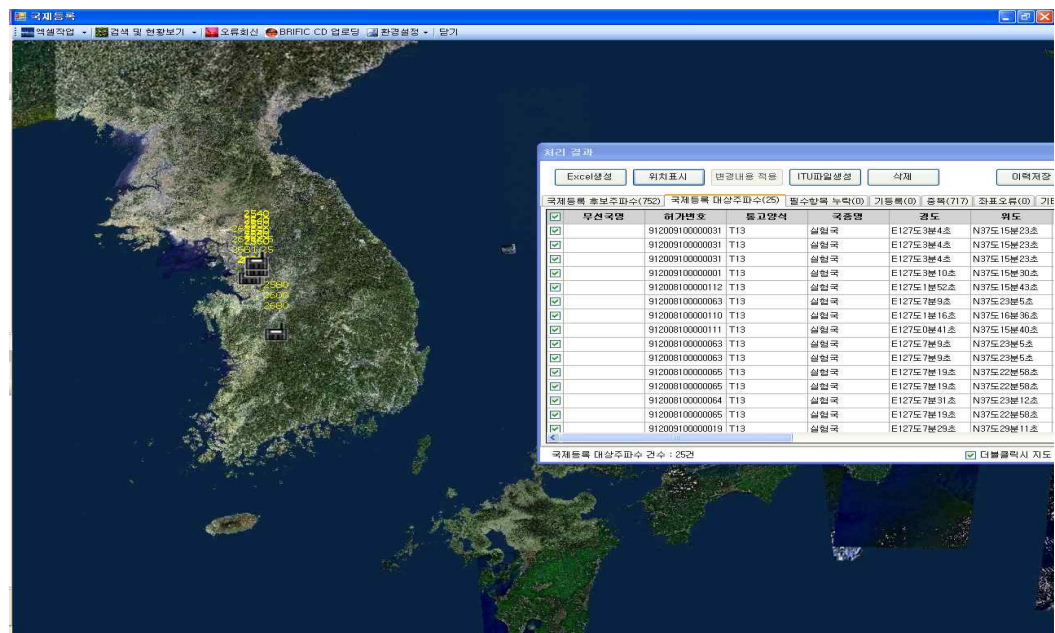 국제등록
엑셀작업 검색 및 현황보기 오류회신 BRIFIC CD 업로딩 환경설정 닫기
처리 결과
Excel생성 위치표시 변경내용 적용 ITU파일생성 삭제 이력저장
국제등록 후보주파수(752) 국제등록 대상주파수(25) 필수항목 누락(0) 기등록(0) 중복(717) 좌표오류(0)
무선국명 허가번호 통고양식 국종명 경도 위도
912009100000031 T13 실험국 E127도3분4초 N37도15분23초
912009100000031 T13 실험국 E127도3분4초 N37도15분23초
912009100000031 T13 실험국 E127도3분4초 N37도15분23초
912009100000001 T13 실험국 E127도3분10초 N37도15분30초
912008100000112 T13 실험국 E127도1분52초 N37도15분43초
912008100000063 T13 실험국 E127도7분9초 N37도23분5초
912008100000110 T13 실험국 E127도1분16초 N37도16분36초
912008100000111 T13 실험국 E127도0분41초 N37도15분40초
912008100000063 T13 실험국 E127도7분9초 N37도23분5초
912008100000063 T13 실험국 E127도7분9초 N37도23분5초
912008100000065 T13 실험국 E127도7분19초 N37도22분58초
912008100000065 T13 실험국 E127도7분19초 N37도22분58초
912008100000064 T13 실험국 E127도7분31초 N37도23분12초
912008100000065 T13 실험국 E127도7분19초 N37도22분58초
912009100000019 T13 실험국 E127도7분29초 N37도29분11초
국제등록 대상주파수 건수 : 25건 더블클릭시 지도
2680